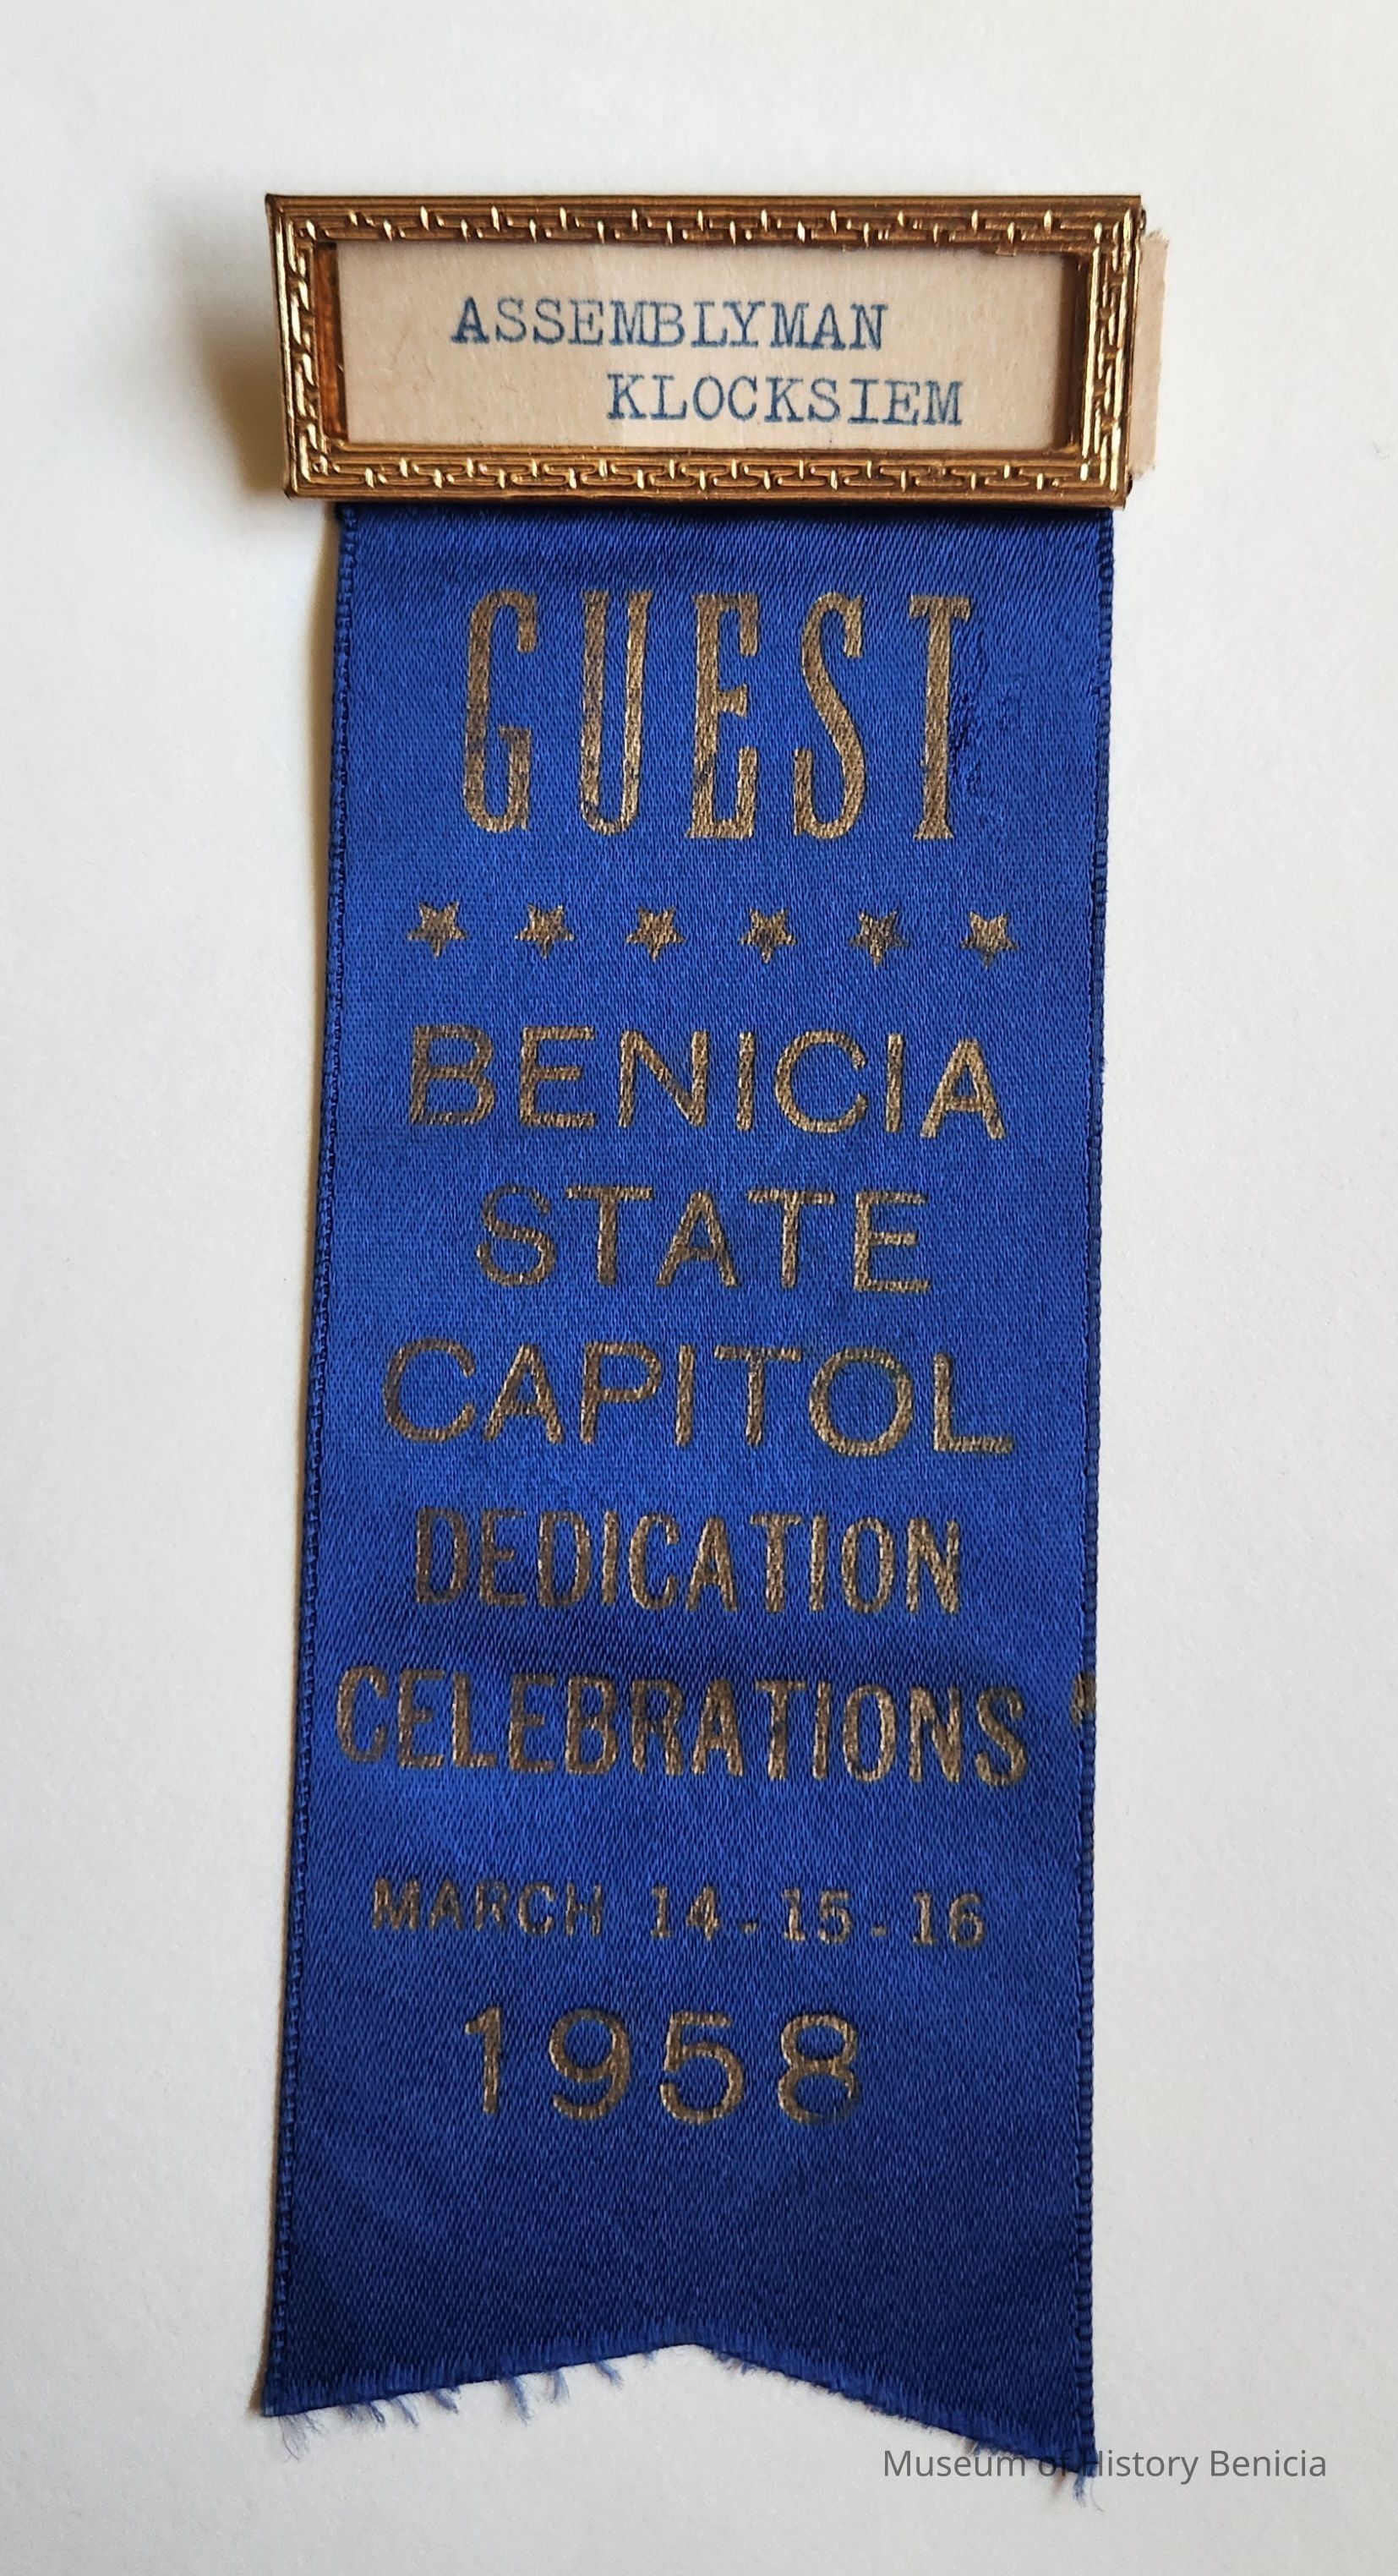 ASSEMBLYMAN
KLOCKSIEM
GUEST
BENICIA
STATE
CAPITOL
DEDICATION
CELEBRATIONS
MARCH 14-15-16
1958
Museum of History Benicia